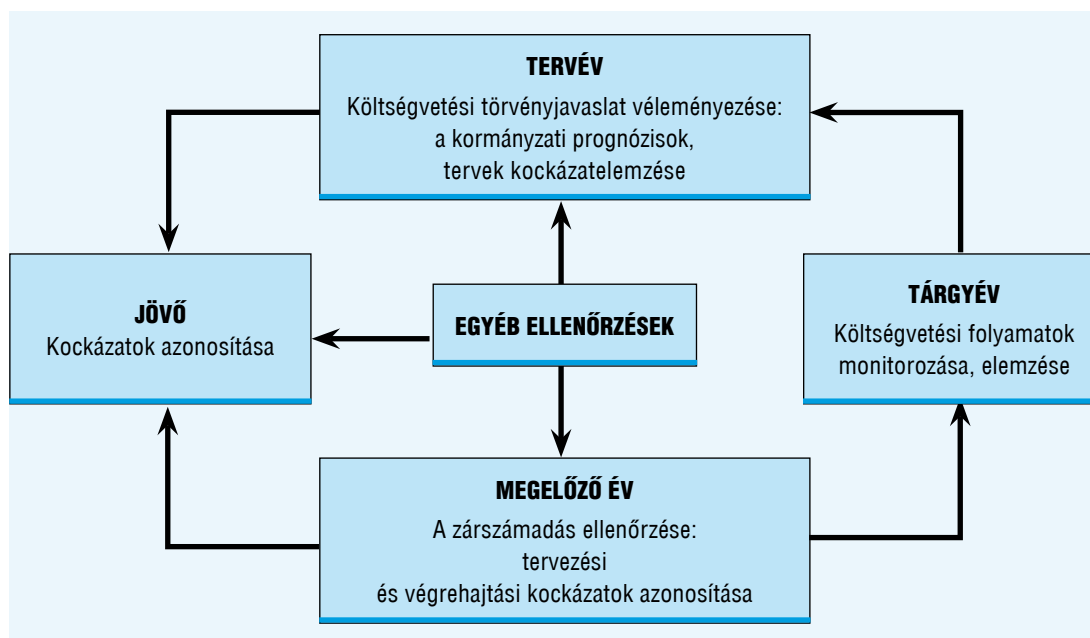 TERVÉV
Költségvetési törvényjavaslat véleményezése:
a kormányzati prognózisok,
tervek kockázatelemzése
JÖVŐ
Kockázatok azonosítása
EGYÉB ELLENŐRZÉSEK
TÁRGYÉV
Költségvetési folyamatok
monitorozása, elemzése
MEGELŐZŐ ÉV
A zárszámadás ellenőrzése:
tervezési
és végrehajtási kockázatok azonosítása